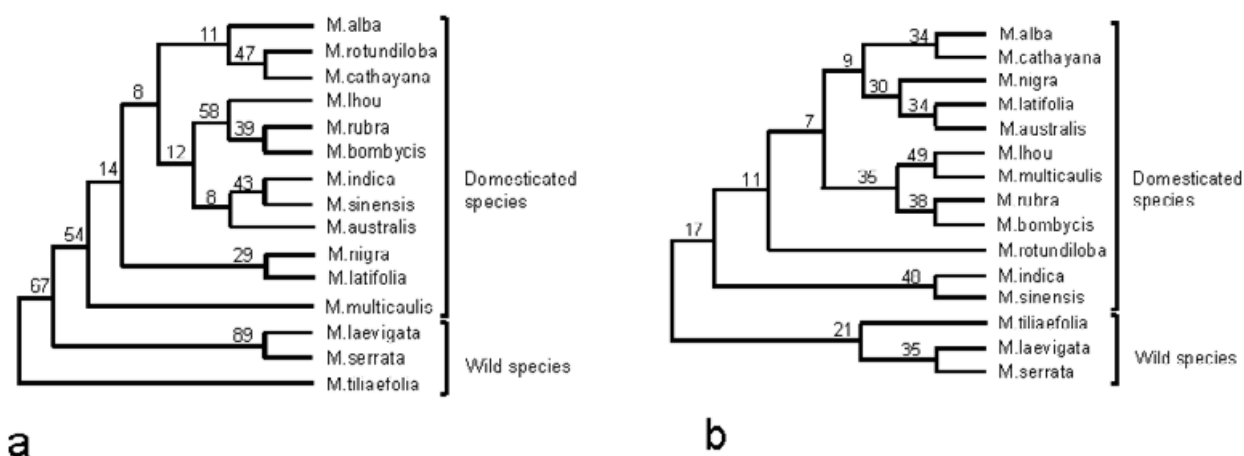 11
M.alba
47
M.rotundiloba
M.cathayana
8
58
M.lhou
39
M.rubra
M.bombycis
12
14
43
M.indica
8
M.sinensis
M.australis
Domesticated
species
54
29
M.nigra
M.latifolia
67
M.multicaulis
89
M.laevigata
M.serrata
M.tiliaefolia
Wild species
a
34
M.alba
M.cathayana
9
30
M.nigra
34
M.latifolia
M.australis
7
49
M.lhou
35
M.multicaulis
38
M.rubra
M.bombycis
11
Domesticated
species
17
M.rotundiloba
40
M.indica
M.sinensis
21
M.tiliaefolia
35
M.laevigata
M.serrata
Wild species
b